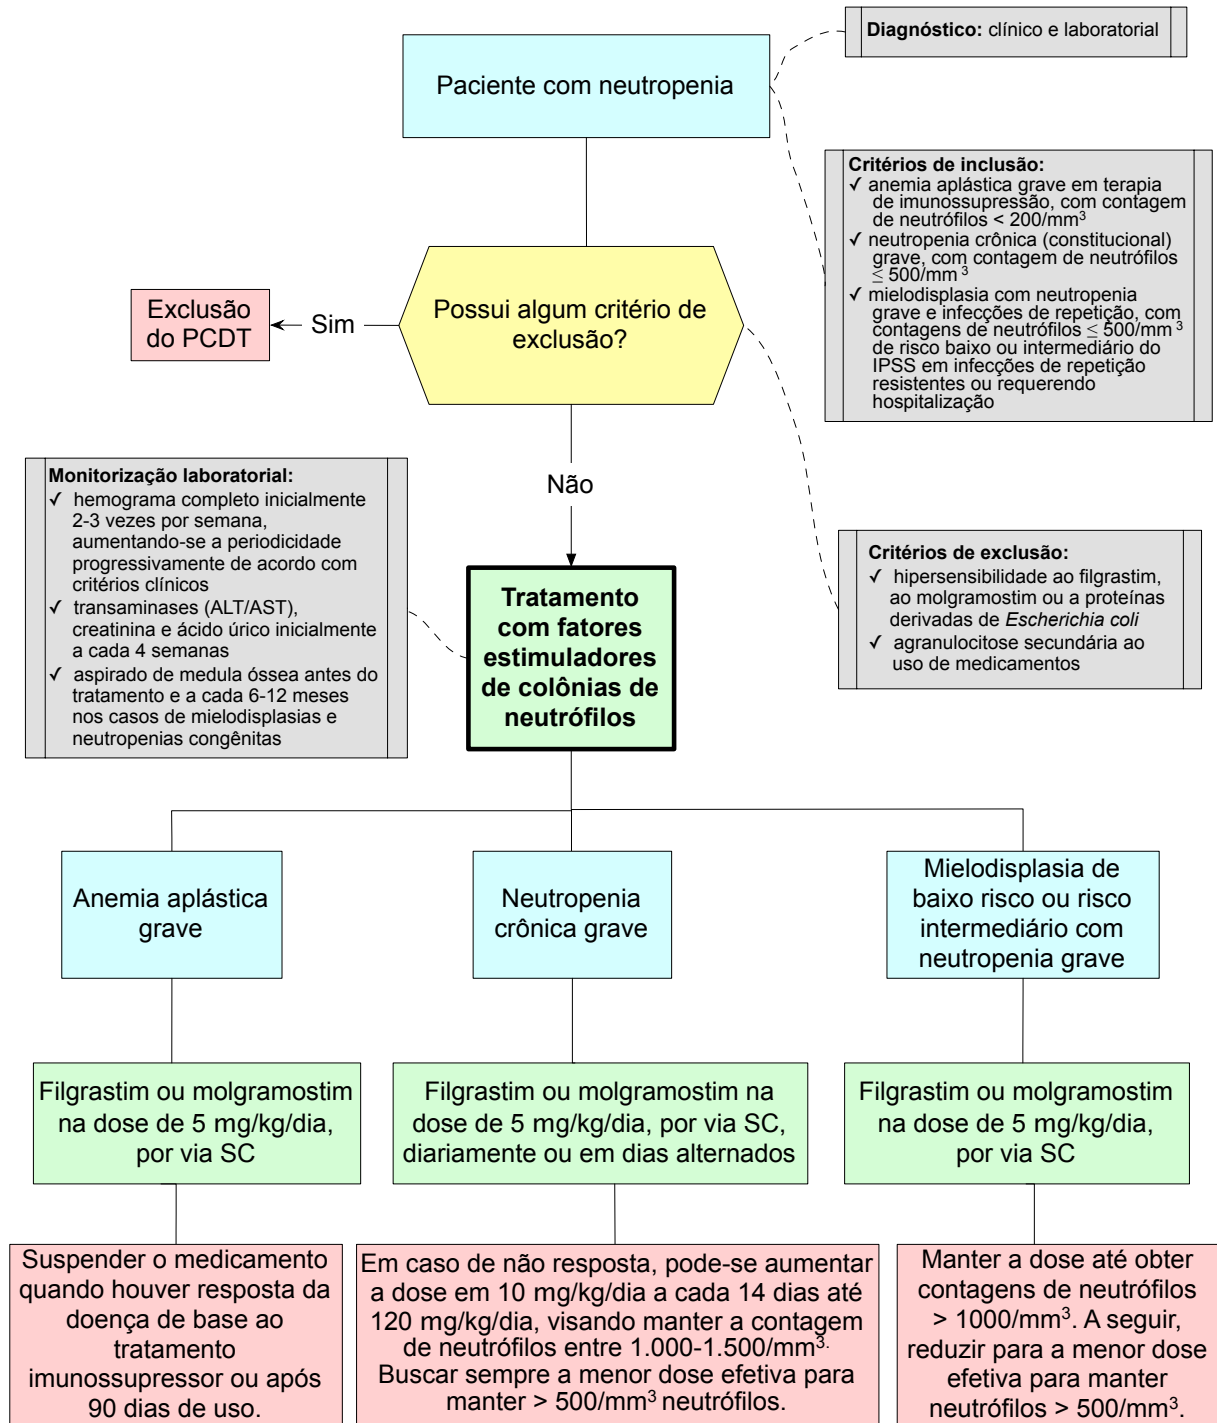 Diagnóstico: clínico e laboratorial
Paciente com neutropenia
Critérios de inclusão:
✓ anemia aplástica grave em terapia
de imunossupressão, com contagem
de neutrófilos < 200/mm³
✓ neutropenia crônica (constitucional)
grave, com contagem de neutrófilos
≤ 500/mm³
✓ mielodisplasia com neutropenia
grave e infecções de repetição, com
contagens de neutrófilos ≤ 500/mm³
de risco baixo ou intermediário do
IPSS em infecções de repetição
resistentes ou requerendo
hospitalização
Possui algum critério de
exclusão?
Sim
Exclusão
do PCDT
Não
Monitorização laboratorial:
✓ hemograma completo inicialmente
2-3 vezes por semana,
aumentando-se a periodicidade
progressivamente de acordo com
critérios clínicos
✓ transaminases (ALT/AST),
creatinina e ácido úrico inicialmente
a cada 4 semanas
✓ aspirado de medula óssea antes do
tratamento e a cada 6-12 meses
nos casos de mielodisplasias e
neutropenias congênitas
Critérios de exclusão:
✓ hipersensibilidade ao filgrastim,
ao molgramostim ou a proteínas
derivadas de Escherichia coli
✓ agranulocitose secundária ao
uso de medicamentos
Tratamento
com fatores
estimuladores
de colônias de
neutrófilos
Anemia aplástica
grave
Neutropenia
crônica grave
Mielodisplasia de
baixo risco ou risco
intermediário com
neutropenia grave
Filgrastim ou molgramostim
na dose de 5 mg/kg/dia,
por via SC
Filgrastim ou molgramostim na
dose de 5 mg/kg/dia, por via SC,
diariamente ou em dias alternados
Filgrastim ou molgramostim
na dose de 5 mg/kg/dia,
por via SC
Suspender o medicamento
quando houver resposta da
doença de base ao
tratamento
imunossupressor ou após
90 dias de uso.
Em caso de não resposta, pode-se aumentar
a dose em 10 mg/kg/dia a cada 14 dias até
120 mg/kg/dia, visando manter a contagem
de neutrófilos entre 1.000-1.500/mm³.
Buscar sempre a menor dose efetiva para
manter > 500/mm³ neutrófilos.
Manter a dose até obter
contagens de neutrófilos
> 1000/mm³. A seguir,
reduzir para a menor dose
efetiva para manter
neutrófilos > 500/mm³.